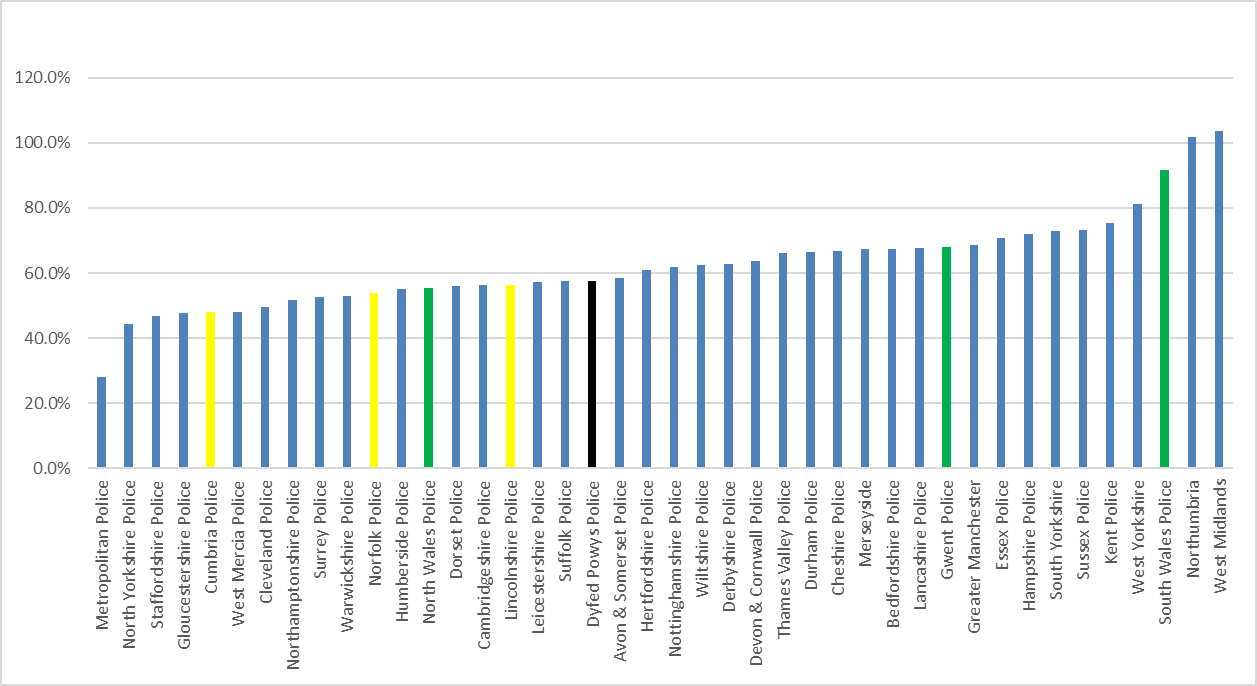 120.0%
100.0%
80.0%
60.0%
40.0%
20.0%
0.0%
Metropolitan Police
North Yorkshire Police
Staffordshire Police
Gloucestershire Police
Cumbria Police
West Mercia Police
Cleveland Police
Northamptonshire Police
Surrey Police
Warwickshire Police
Norfolk Police
Humberside Police
North Wales Police
Dorset Police
Cambridgeshire Police
Lincolnshire Police
Leicestershire Police
Suffolk Police
Dyfed Powys Police
Avon & Somerset Police
Hertfordshire Police
Nottinghamshire Police
Wiltshire Police
Derbyshire Police
Devon & Cornwall Police
Thames Valley Police
Durham Police
Cheshire Police
Merseyside
Bedfordshire Police
Lancashire Police
Gwent Police
Greater Manchester
Essex Police
Hampshire Police
South Yorkshire
Sussex Police
Kent Police
West Yorkshire
South Wales Police
Northumbria
West Midlands